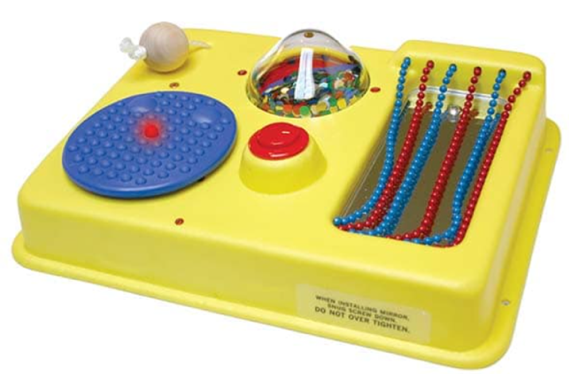 WHEN INSTALLING MIRROR,
SNUG SCREW DOWN.
DO NOT OVER TIGHTEN.